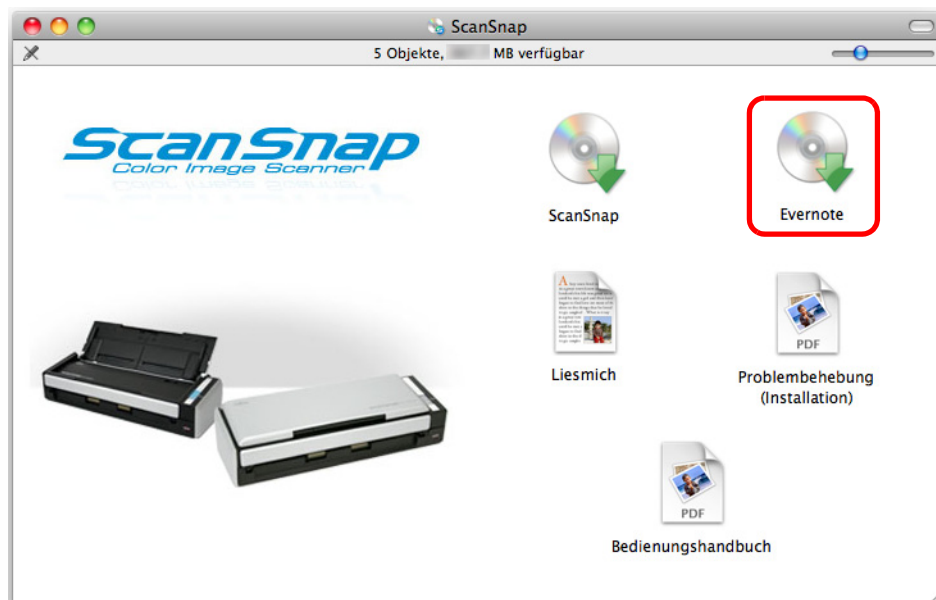 ScanSnap
5 Objekte, MB verfügbar
ScanSnap
Color Image Scanner
ScanSnap
Evernote
Liesmich
PDF
Problembehebung
(Installation)
PDF
Bedienungshandbuch